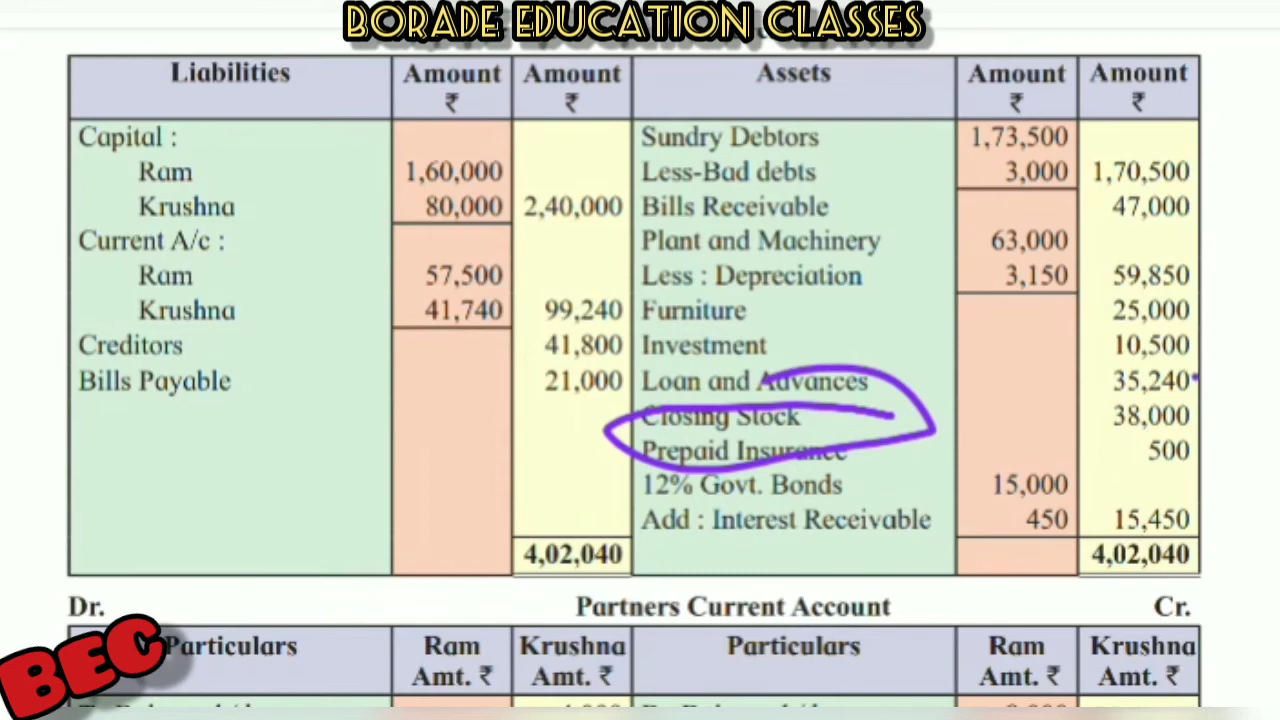 BORADE EDUCATION CLASSES
Liabilities Amount ₹ Amount ₹ Assets Amount ₹ Amount ₹
Capital : Sundry Debtors 1,73,500
Ram 1,60,000 Less-Bad debts 3,000 1,70,500
Krushna 80,000 2,40,000 Bills Receivable 47,000
Current A/c : Plant and Machinery 63,000
Ram 57,500 Less : Depreciation 3,150 59,850
Krushna 41,740 99,240 Furniture 25,000
Creditors 41,800 Investment 10,500
Bills Payable 21,000 Loan and Advances 35,240
Closing Stock 38,000
Prepaid Insurance 500
12% Govt. Bonds 15,000
Add : Interest Receivable 450 15,450
4,02,040 4,02,040
Dr. Partners Current Account Cr.
BEC
Particulars Ram Amt. ₹ Krushna Amt. ₹ Particulars Ram Amt. ₹ Krushna Amt. ₹